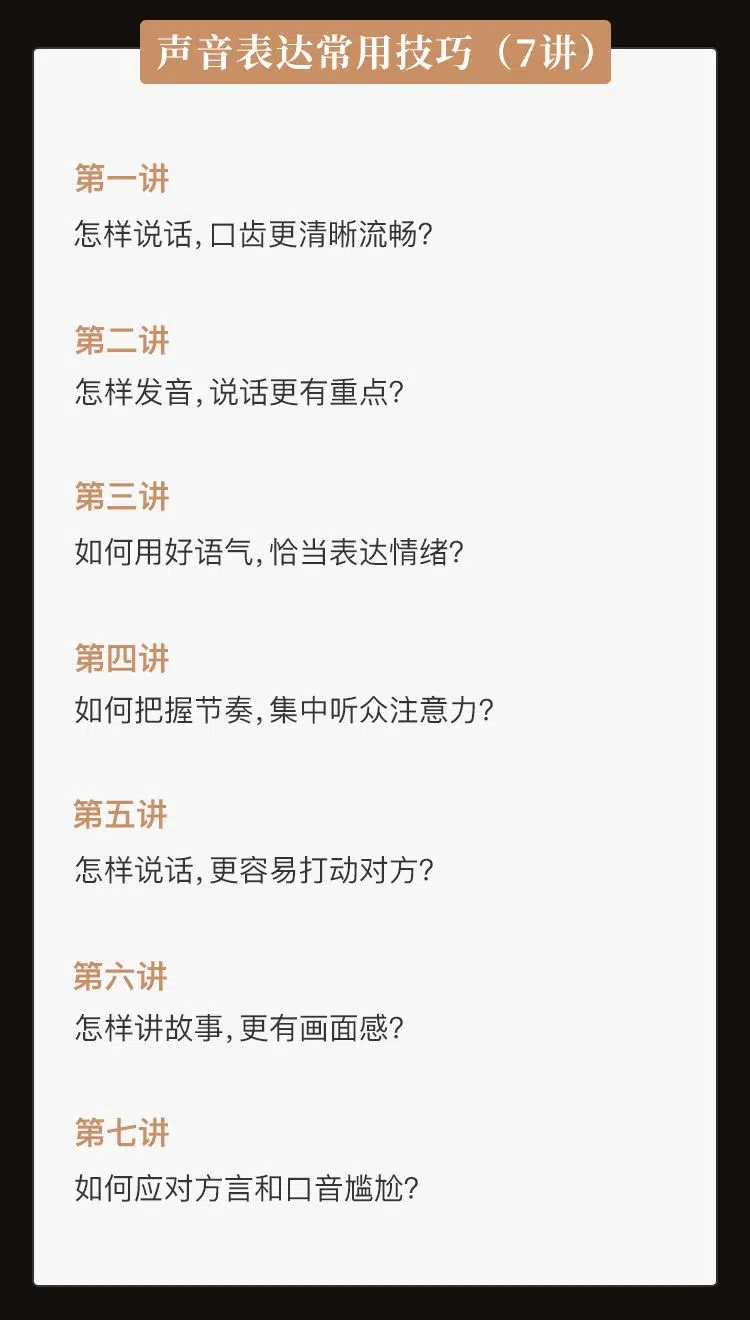 声音表达常用技巧（7讲）
第一讲
怎样说话，口齿更清晰流畅？
第二讲
怎样发音，说话更有重点？
第三讲
如何用好语气，恰当表达情绪？
第四讲
如何把握节奏，集中听众注意力？
第五讲
怎样说话，更容易打动对方？
第六讲
怎样讲故事，更有画面感？
第七讲
如何应对方言和口音尴尬？